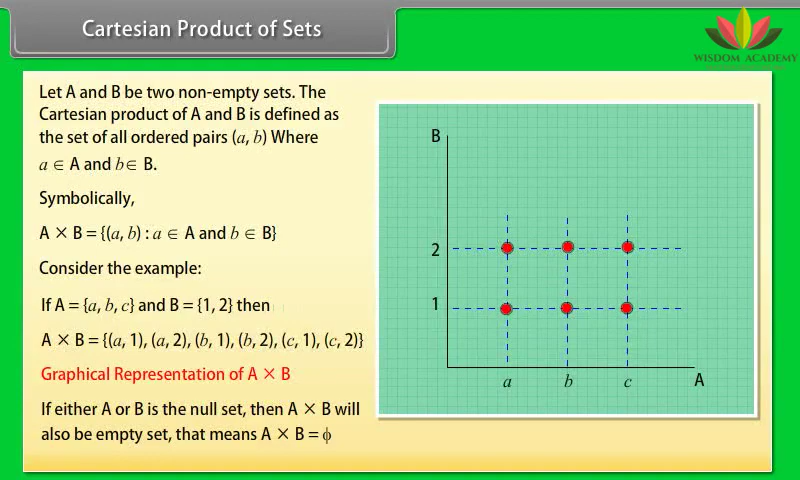 Cartesian Product of Sets
WISDOM ACADEMY
Let A and B be two non-empty sets. The
Cartesian product of A and B is defined as
the set of all ordered pairs (a, b) Where
a ∈ A and b∈ B.
Symbolically,
A × B = {(a, b) : a ∈ A and b ∈ B}
Consider the example:
If A = {a, b, c} and B = {1, 2} then
A × B = {(a, 1), (a, 2), (b, 1), (b, 2), (c, 1), (c, 2)}
Graphical Representation of A × B
If either A or B is the null set, then A × B will
also be empty set, that means A × B = ϕ
B
2
1
a b c A